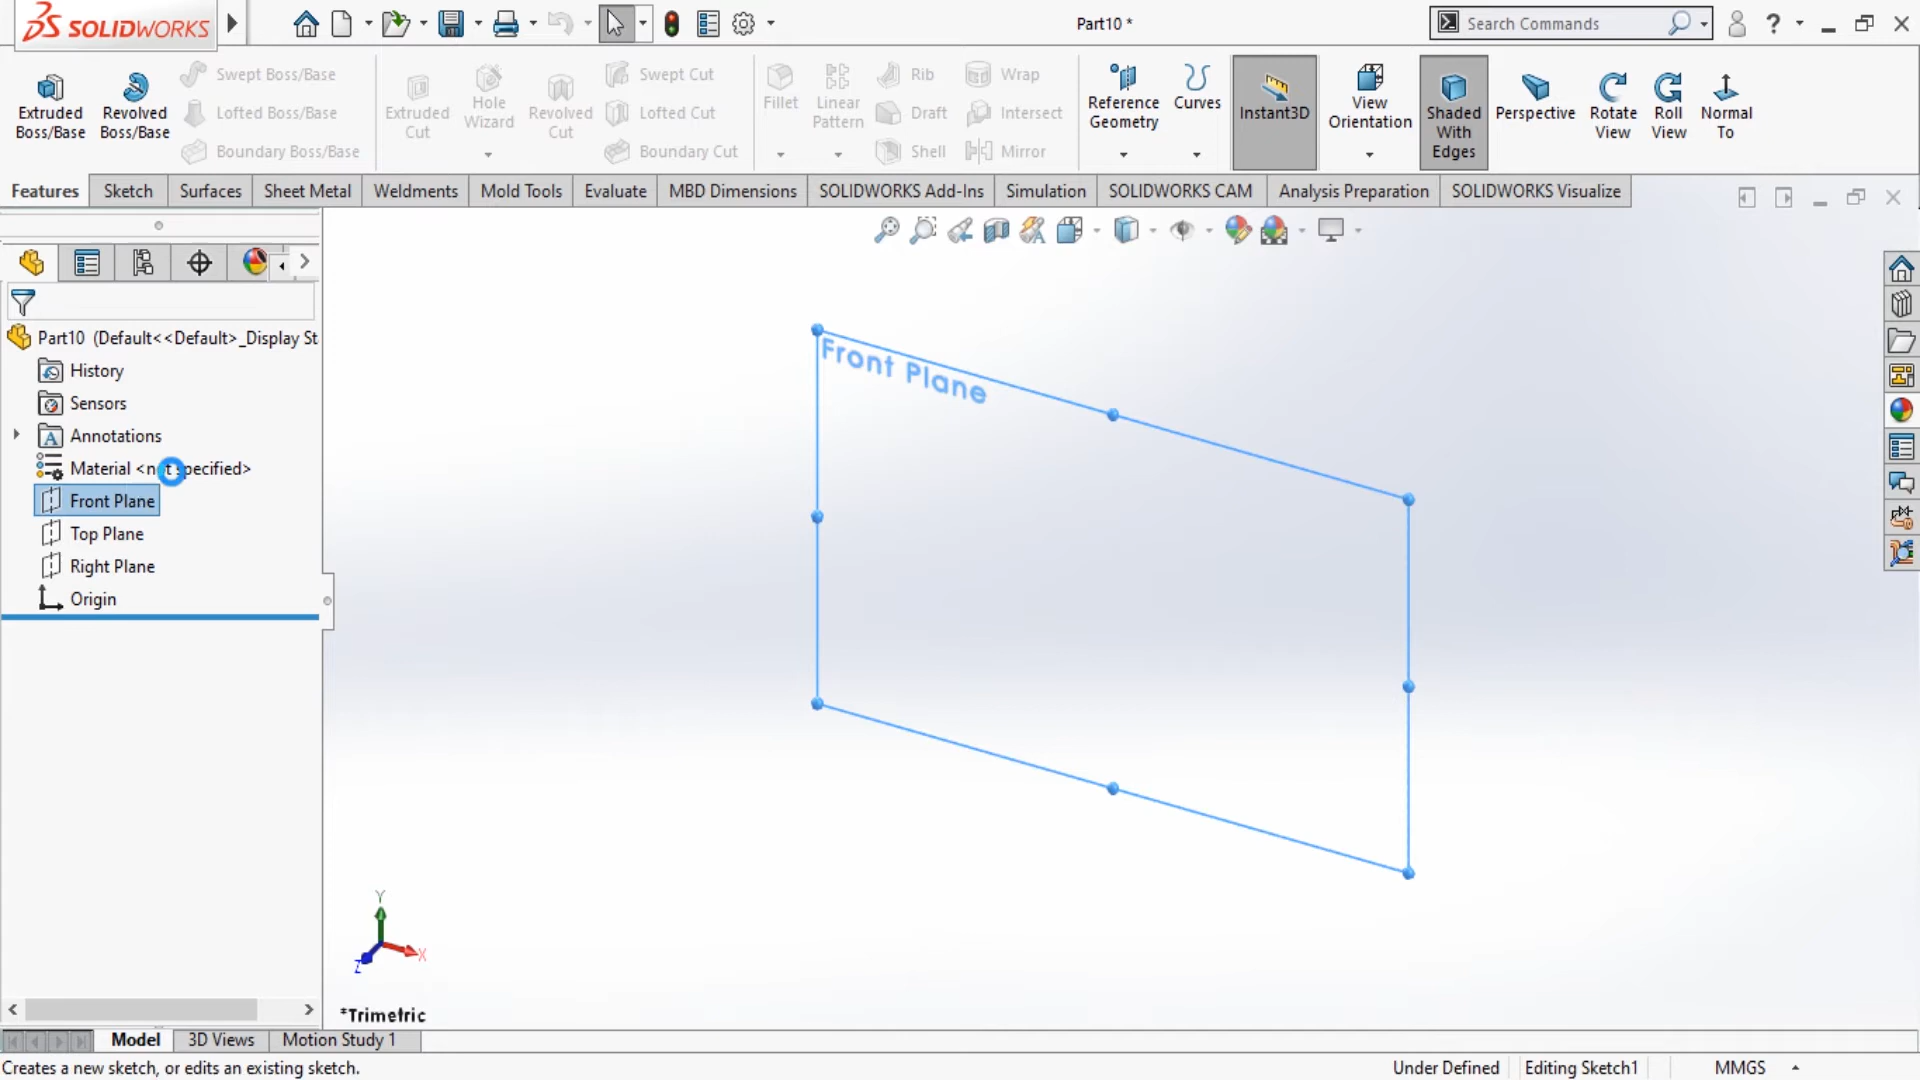 SOLIDWORKS
Part10 *
Search Commands
Extruded Boss/Base
Revolved Boss/Base
Swept Boss/Base
Lofted Boss/Base
Boundary Boss/Base
Extruded Cut
Hole Wizard
Revolved Cut
Swept Cut
Lofted Cut
Boundary Cut
Fillet
Linear Pattern
Rib
Draft
Shell
Wrap
Intersect
Mirror
Reference Geometry
Curves
Instant3D
View Orientation
Shaded With Edges
Perspective
Rotate View
Roll View
Normal To
Features
Sketch
Surfaces
Sheet Metal
Weldments
Mold Tools
Evaluate
MBD Dimensions
SOLIDWORKS Add-Ins
Simulation
SOLIDWORKS CAM
Analysis Preparation
SOLIDWORKS Visualize
Part10 (Default<<Default>_Display St
History
Sensors
Annotations
Material <not specified>
Front Plane
Top Plane
Right Plane
Origin
Front Plane
Y
X
Z
*Trimetric
Model
3D Views
Motion Study 1
Creates a new sketch, or edits an existing sketch.
Under Defined
Editing Sketch1
MMGS